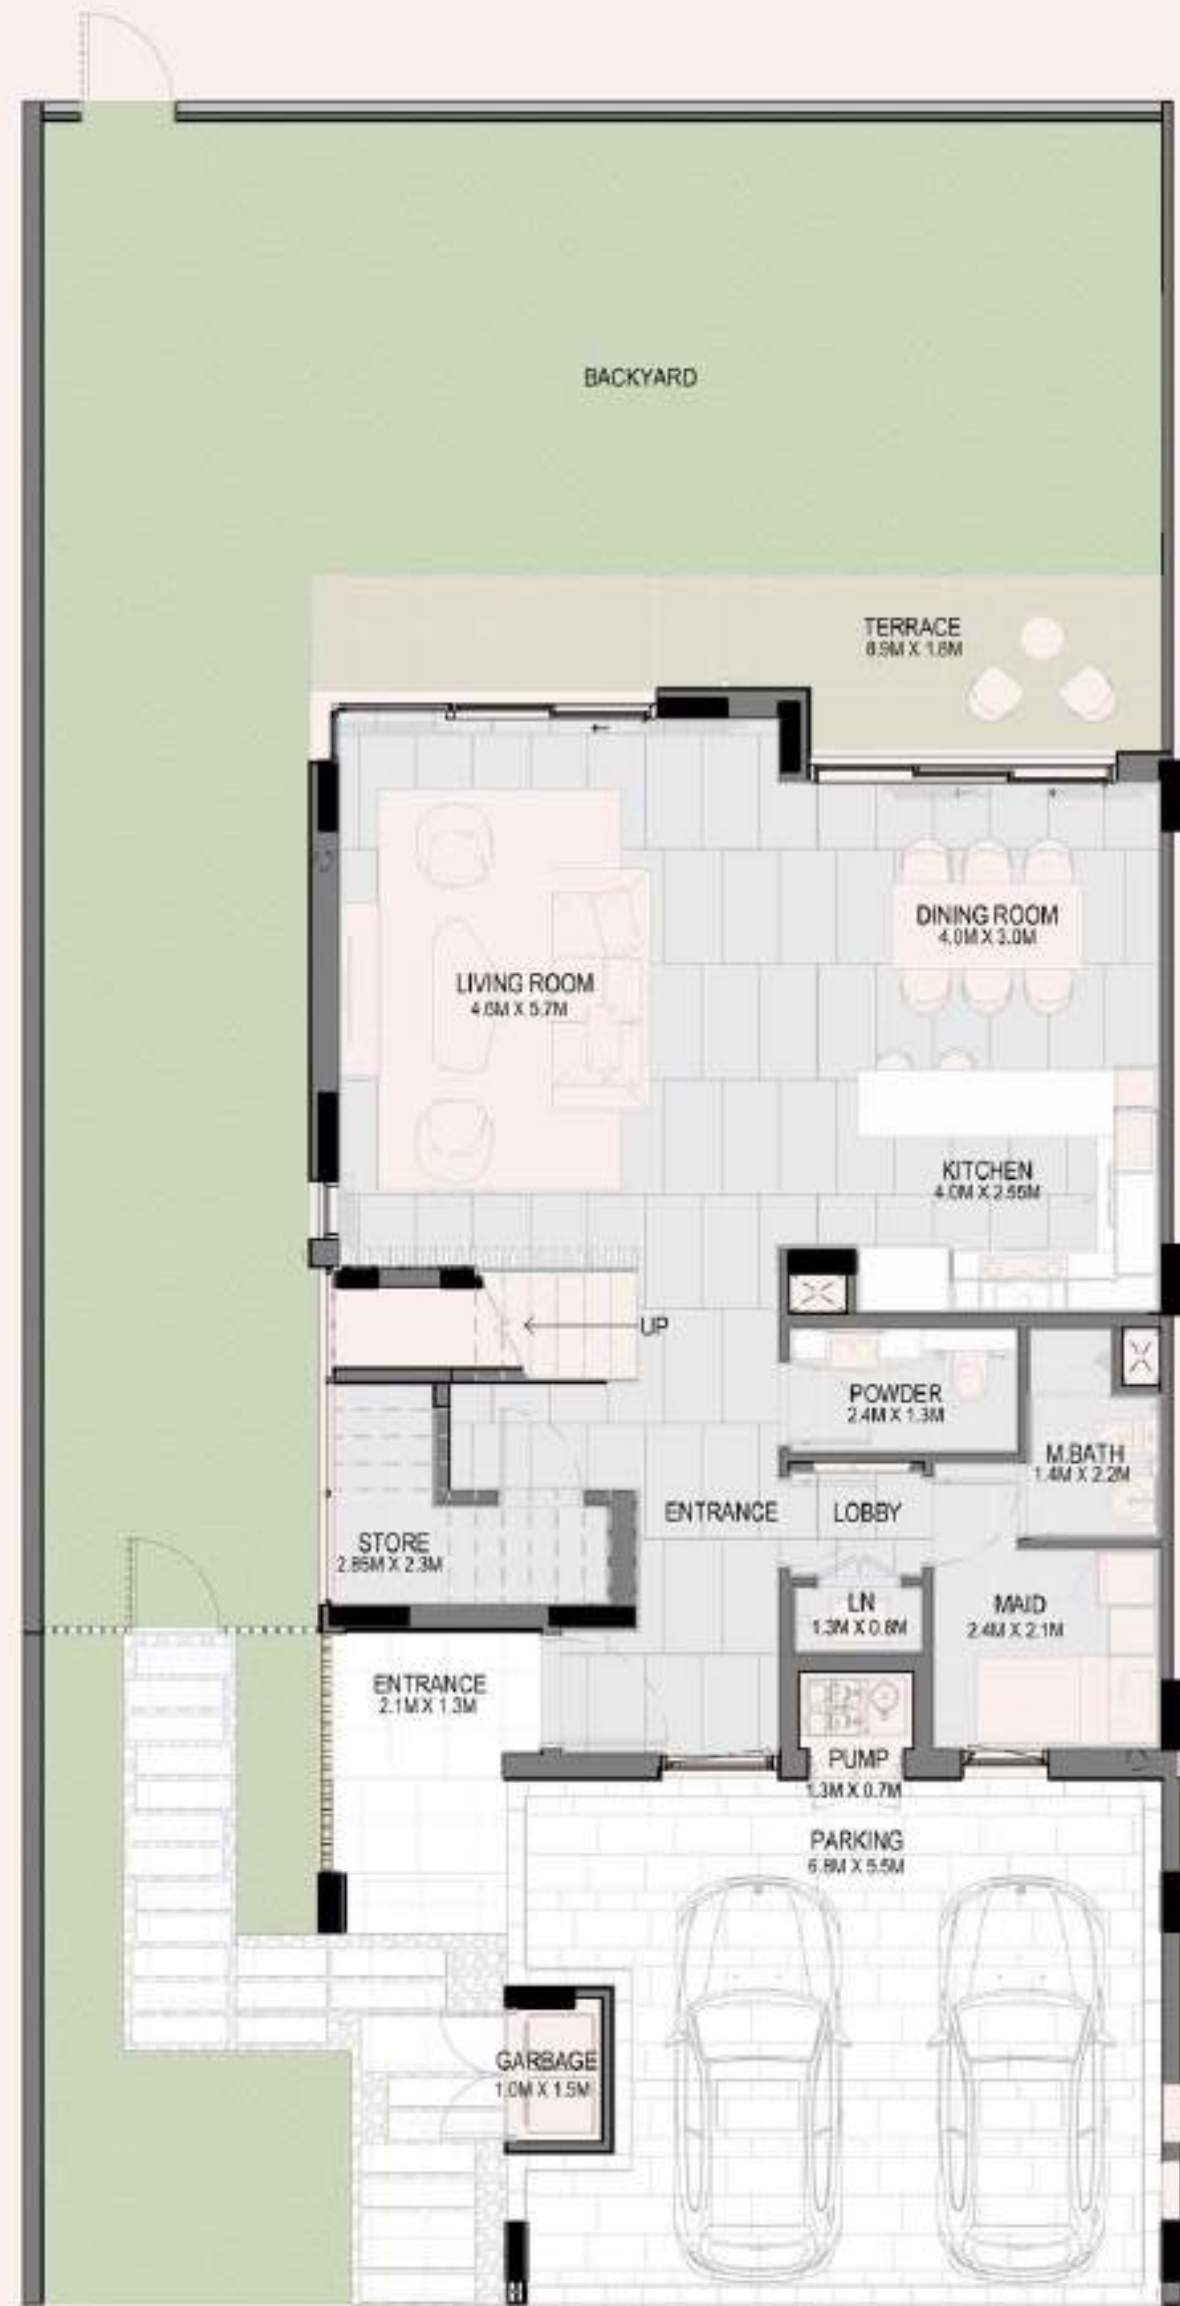 BACKYARD
TERRACE
8.9M X 1.8M
DINING ROOM
4.0M X 3.0M
LIVING ROOM
4.6M X 5.7M
KITCHEN
4.0M X 2.55M
UP
POWDER
2.4M X 1.3M
M.BATH
1.4M X 2.2M
ENTRANCE
LOBBY
STORE
2.85M X 2.3M
LN
1.3M X 0.8M
MAID
2.4M X 2.1M
ENTRANCE
2.1M X 1.3M
PUMP
1.3M X 0.7M
PARKING
6.8M X 5.5M
GARBAGE
1.0M X 1.5M